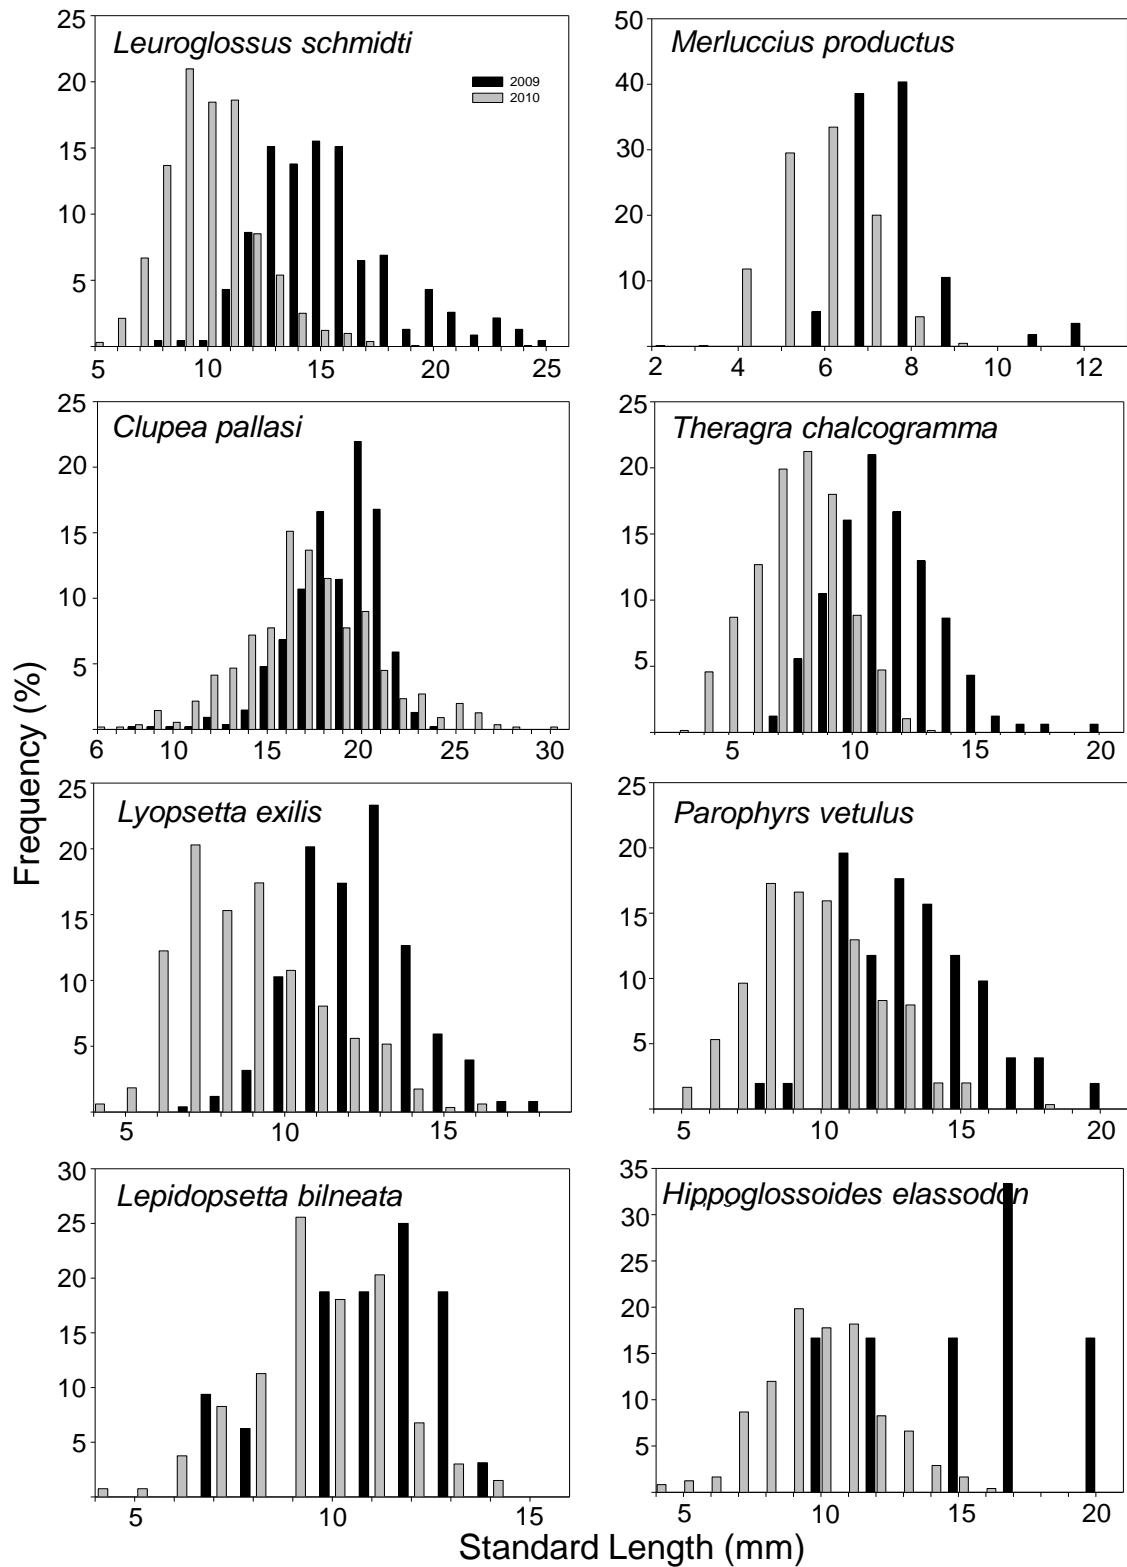 Leuroglossus schmidti
2009
2010
25
20
15
10
5
5 10 15 20 25
Merluccius productus
50
40
30
20
10
2 4 6 8 10 12
Clupea pallasi
25
20
15
10
5
6 10 15 20 25 30
Theragra chalcogramma
25
20
15
10
5
5 10 15 20
Lyopsetta exilis
25
20
15
10
5
5 10 15
Parophyrs vetulus
25
20
15
10
5
5 10 15 20
Lepidopsetta bilneata
30
25
20
15
10
5
5 10 15
Hippoglossoides elassodon
35
30
25
20
15
10
5
5 10 15 20
Frequency (%)
Standard Length (mm)